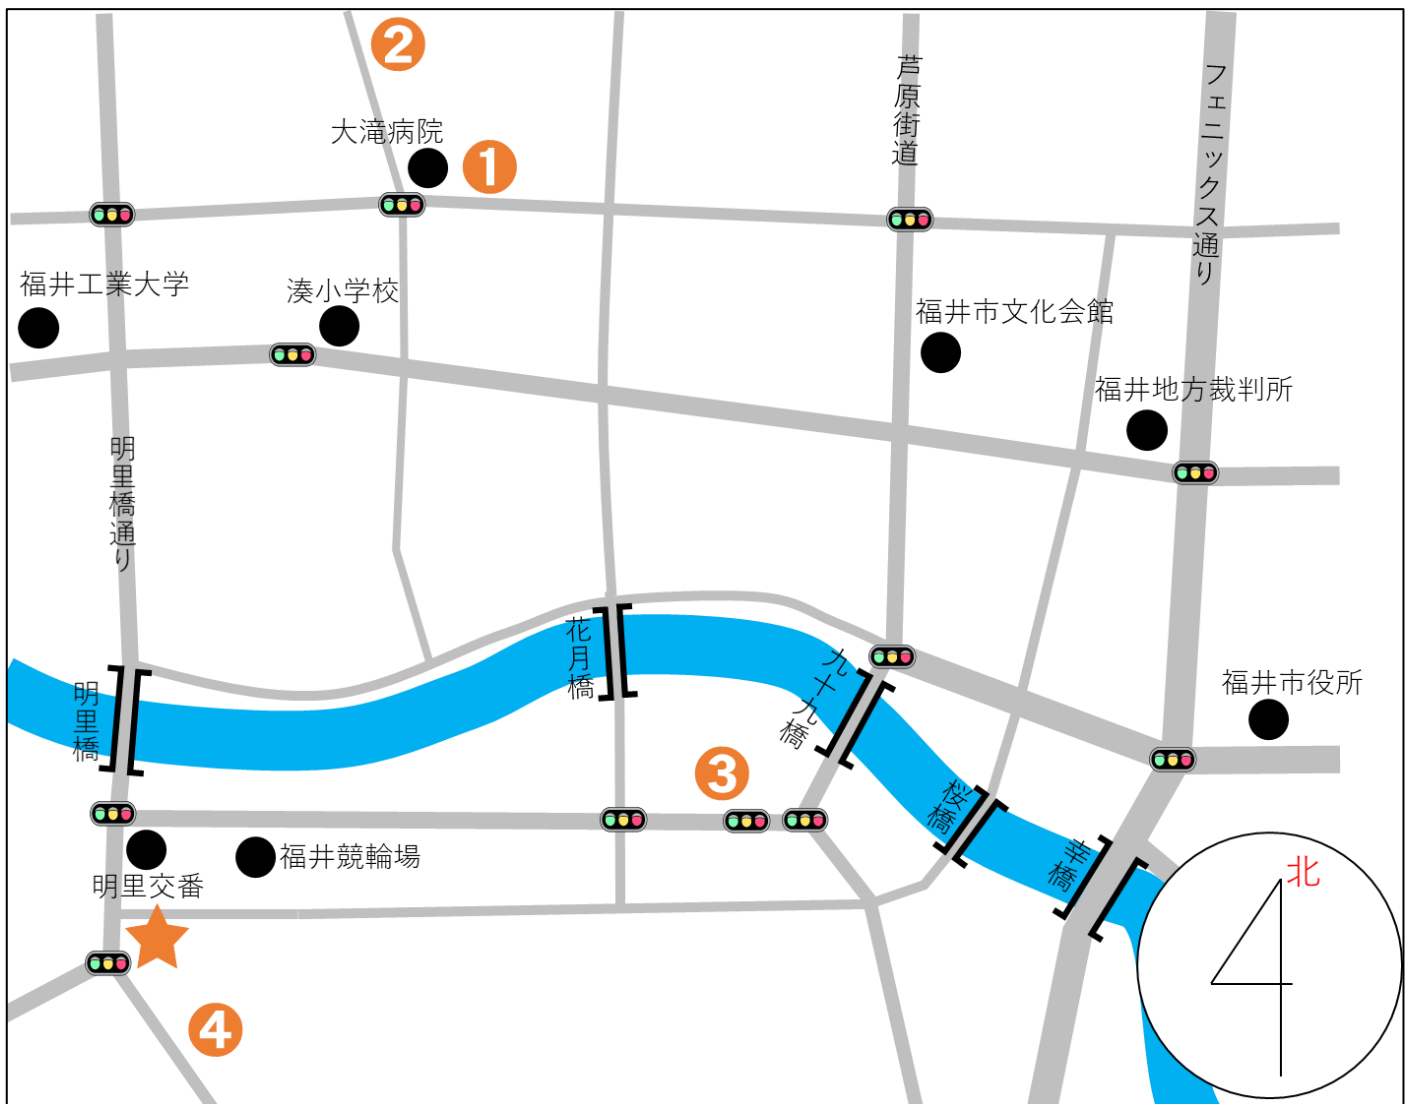 2
芦原街道
フェニックス通り
大滝病院
1
福井工業大学
湊小学校
福井市文化会館
福井地方裁判所
明里橋通り
花月橋
九十九橋
福井市役所
明里橋
3
桜橋
幸橋
福井競輪場
明里交番
北
4